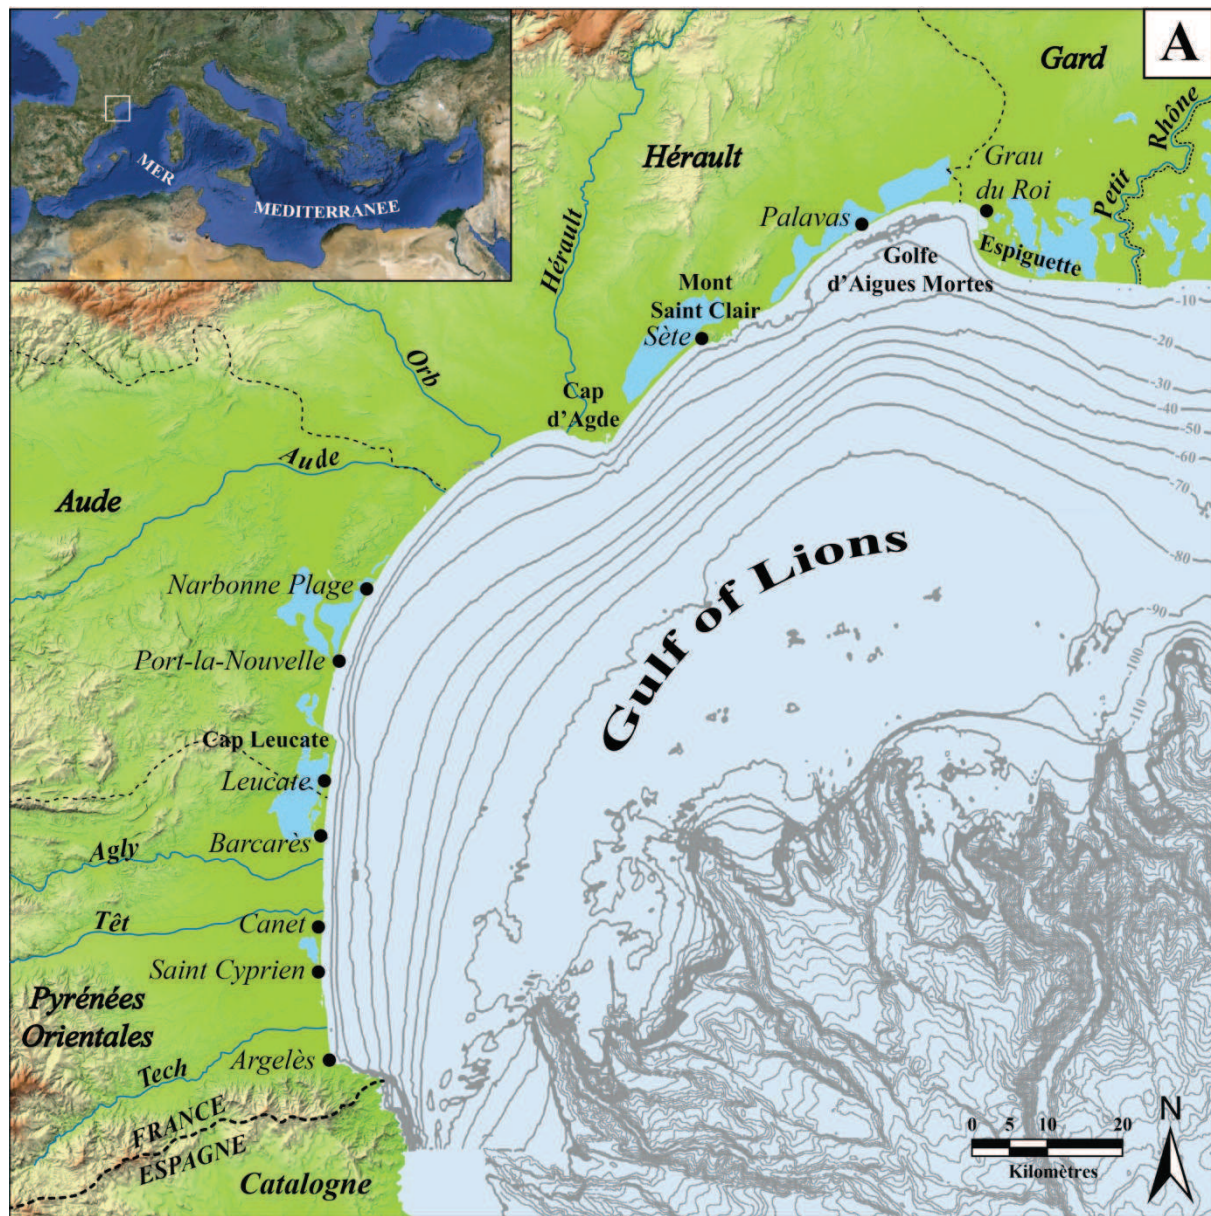 A
MER
MEDITERRANEE
Gard
Hérault
Petit Rhône
Grau
du Roi
Palavas
Espiguette
Golfe
d'Aigues Mortes
Hérault
Mont
Saint Clair
Sète
-10
-20
-30
-40
-50
-60
-70
-80
-90
-100
-110
Orb
Cap
d'Agde
Aude
Aude
Narbonne Plage
Port-la-Nouvelle
Gulf of Lions
Cap Leucate
Leucate
Barcarès
Agly
Têt
Canet
Saint Cyprien
Pyrénées
Orientales
Tech
Argelès
FRANCE
ESPAGNE
Catalogne
N
0 5 10 20
Kilomètres